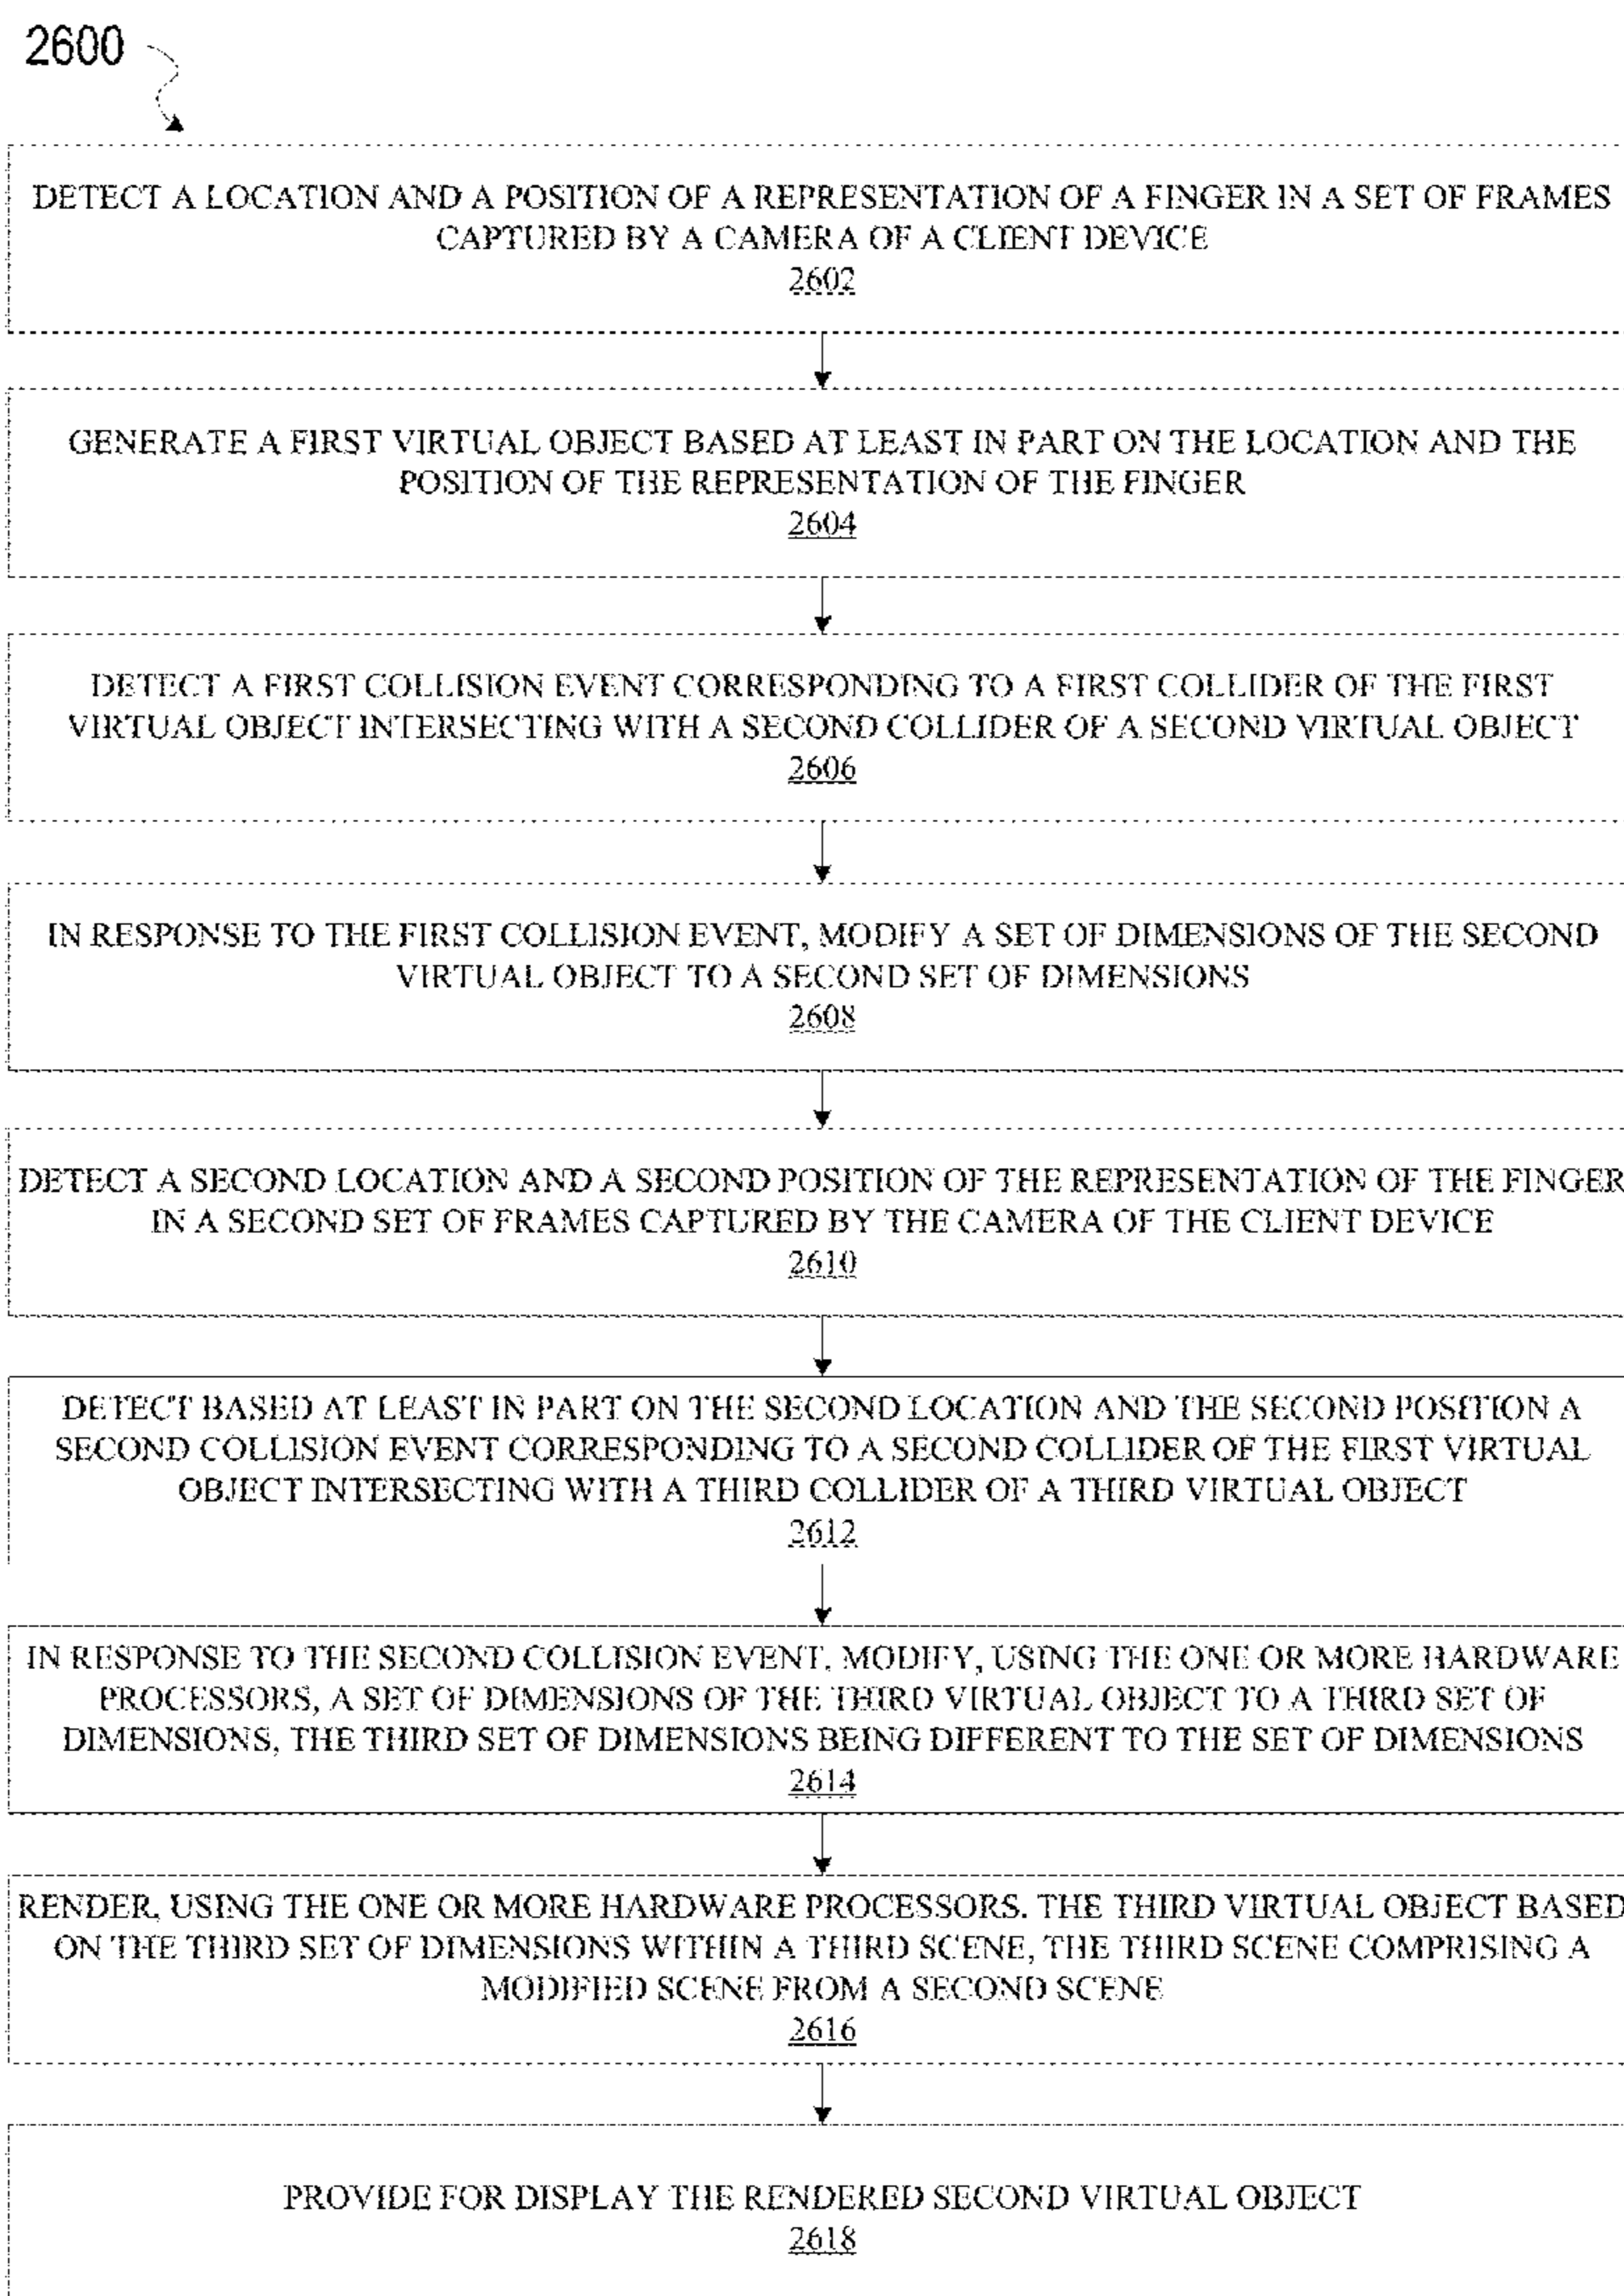 2600
DETECT A LOCATION AND A POSITION OF A REPRESENTATION OF A FINGER IN A SET OF FRAMES
CAPTURED BY A CAMERA OF A CLIENT DEVICE
2602
GENERATE A FIRST VIRTUAL OBJECT BASED AT LEAST IN PART ON THE LOCATION AND THE
POSITION OF THE REPRESENTATION OF THE FINGER
2604
DETECT A FIRST COLLISION EVENT CORRESPONDING TO A FIRST COLLIDER OF THE FIRST
VIRTUAL OBJECT INTERSECTING WITH A SECOND COLLIDER OF A SECOND VIRTUAL OBJECT
2606
IN RESPONSE TO THE FIRST COLLISION EVENT, MODIFY A SET OF DIMENSIONS OF THE SECOND
VIRTUAL OBJECT TO A SECOND SET OF DIMENSIONS
2608
DETECT A SECOND LOCATION AND A SECOND POSITION OF THE REPRESENTATION OF THE FINGER
IN A SECOND SET OF FRAMES CAPTURED BY THE CAMERA OF THE CLIENT DEVICE
2610
DETECT BASED AT LEAST IN PART ON THE SECOND LOCATION AND THE SECOND POSITION A
SECOND COLLISION EVENT CORRESPONDING TO A SECOND COLLIDER OF THE FIRST VIRTUAL
OBJECT INTERSECTING WITH A THIRD COLLIDER OF A THIRD VIRTUAL OBJECT
2612
IN RESPONSE TO THE SECOND COLLISION EVENT, MODIFY, USING THE ONE OR MORE HARDWARE
PROCESSORS, A SET OF DIMENSIONS OF THE THIRD VIRTUAL OBJECT TO A THIRD SET OF
DIMENSIONS, THE THIRD SET OF DIMENSIONS BEING DIFFERENT TO THE SET OF DIMENSIONS
2614
RENDER, USING THE ONE OR MORE HARDWARE PROCESSORS, THE THIRD VIRTUAL OBJECT BASED
ON THE THIRD SET OF DIMENSIONS WITHIN A THIRD SCENE, THE THIRD SCENE COMPRISING A
MODIFIED SCENE FROM A SECOND SCENE
2616
PROVIDE FOR DISPLAY THE RENDERED SECOND VIRTUAL OBJECT
2618